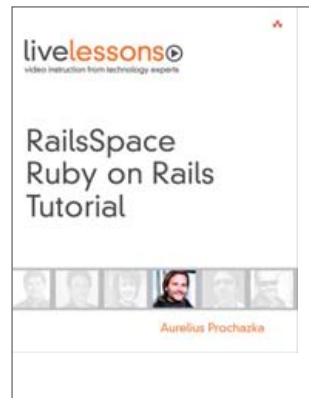 livelessons
video instruction from technology experts
RailsSpace
Ruby on Rails
Tutorial
Aurelius Prochazka